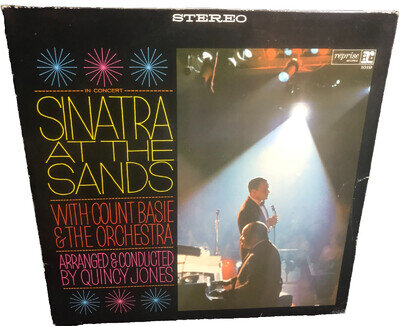 STEREO
IN CONCERT
SINATRA
AT THE
SANDS
WITH COUNT BASIE
& THE ORCHESTRA
ARRANGED & CONDUCTED
BY QUINCY JONES
reprise